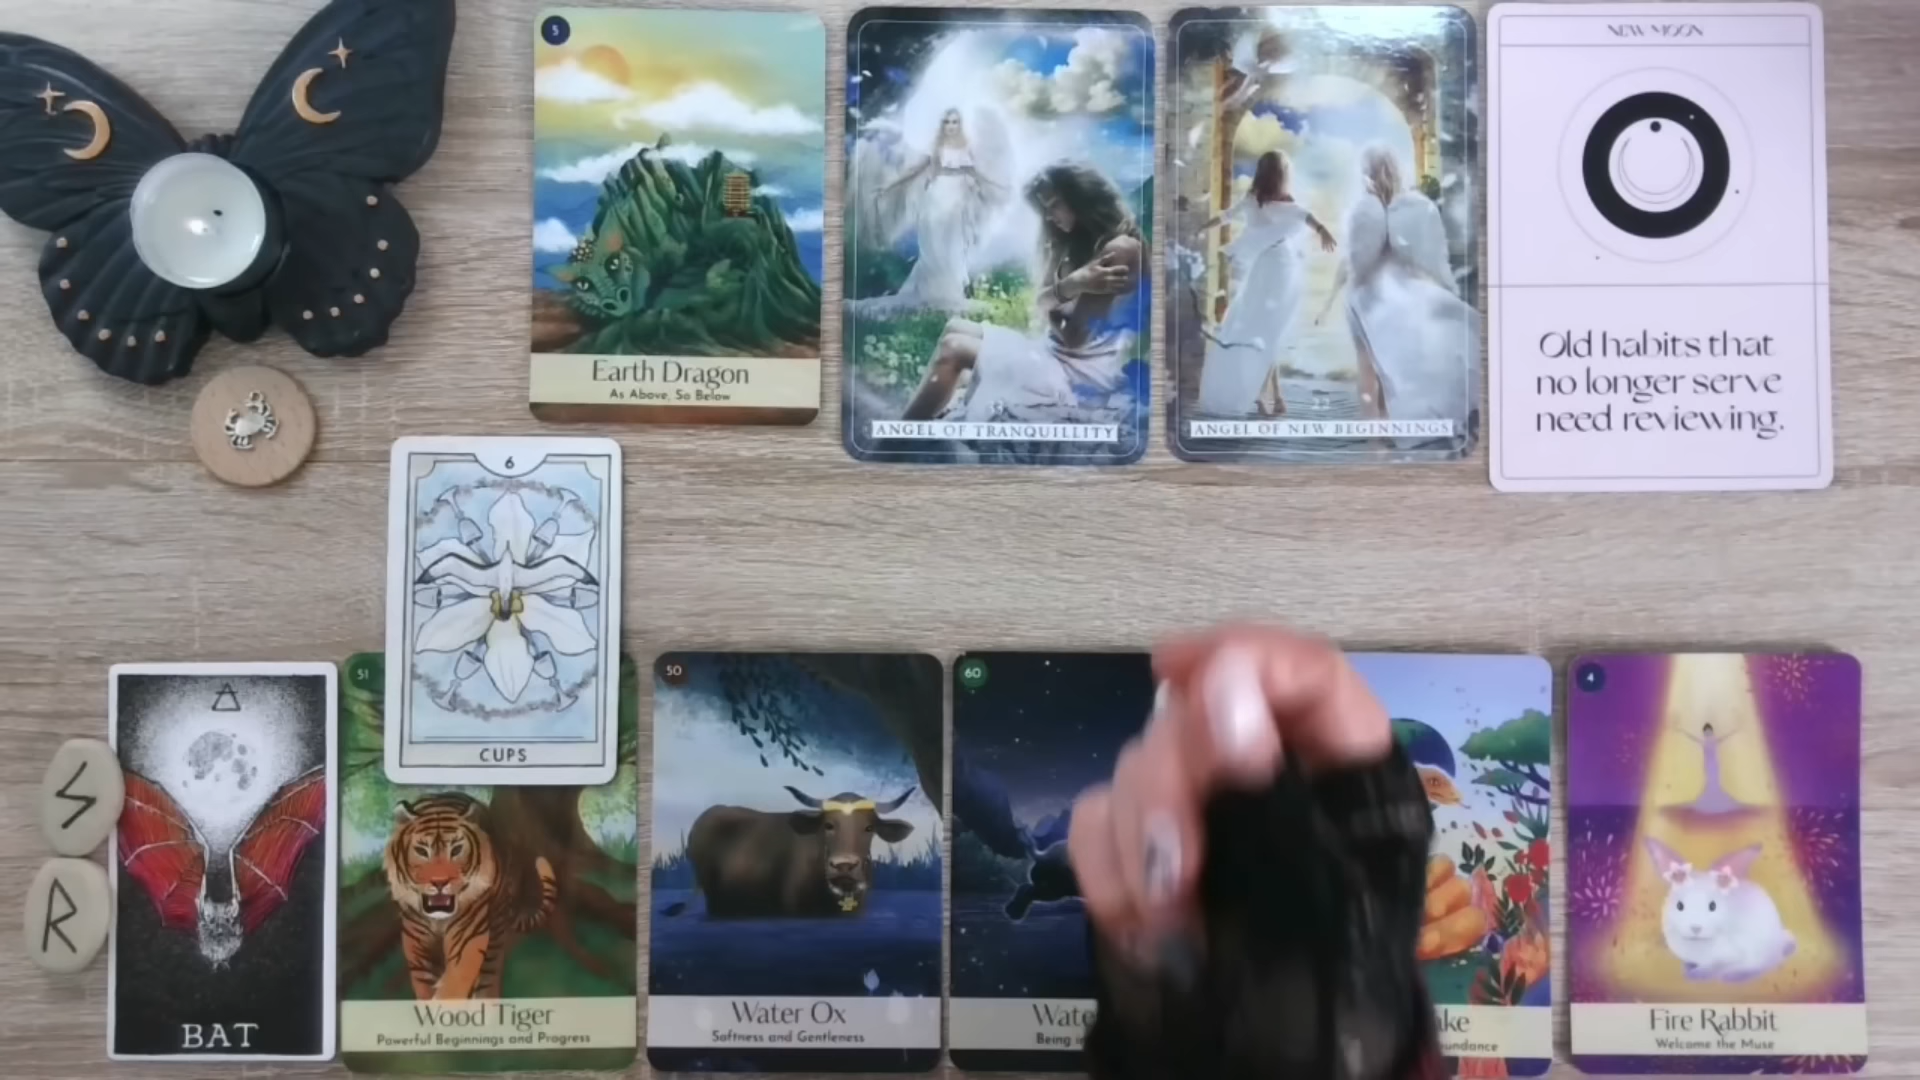 5
Earth Dragon
As Above, So Below
ANGEL OF TRANQUILLITY
ANGEL OF NEW BEGINNINGS
NEW MOON
Old habits that
no longer serve
need reviewing.
6
CUPS
BAT
51
Wood Tiger
Powerful Beginnings and Progress
50
Water Ox
Softness and Gentleness
60
4
Fire Rabbit
Welcome the Muse